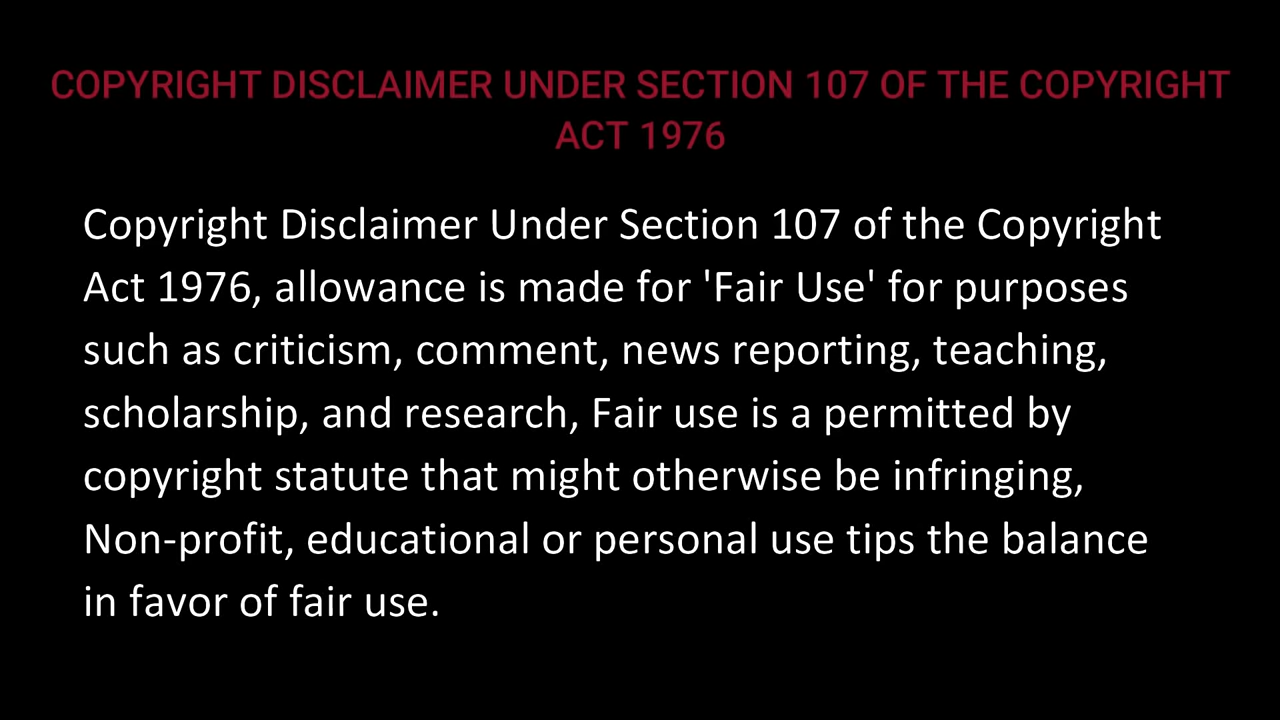 COPYRIGHT DISCLAIMER UNDER SECTION 107 OF THE COPYRIGHT
ACT 1976
Copyright Disclaimer Under Section 107 of the Copyright
Act 1976, allowance is made for 'Fair Use' for purposes
such as criticism, comment, news reporting, teaching,
scholarship, and research, Fair use is a permitted by
copyright statute that might otherwise be infringing,
Non-profit, educational or personal use tips the balance
in favor of fair use.